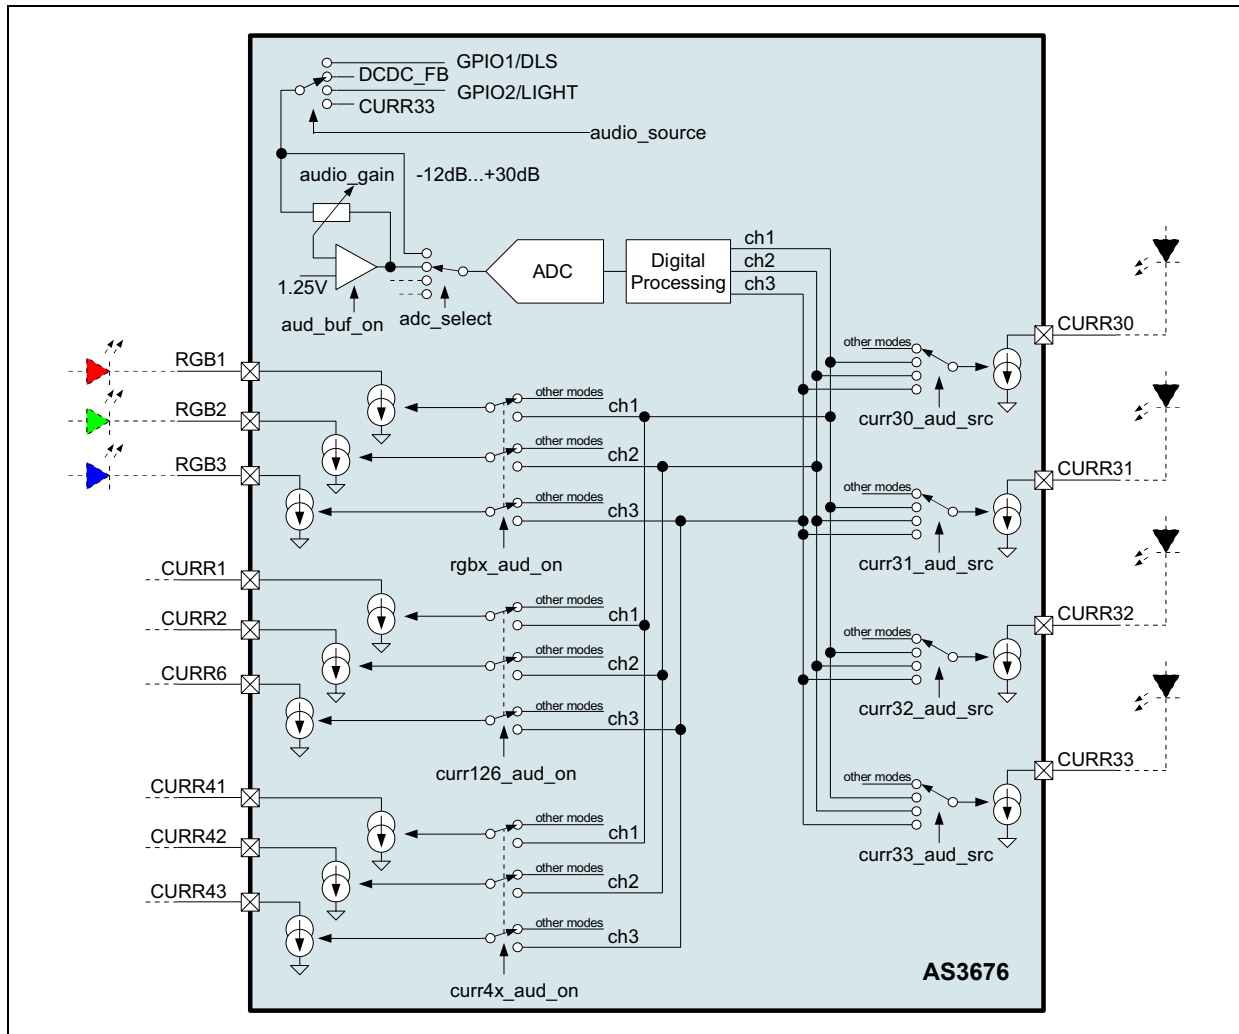 GPIO1/DLS
DCDC_FB
GPIO2/LIGHT
CURR33
audio_source
audio_gain
-12dB...+30dB
1.25V
aud_buf_on
adc_select
ADC
Digital
Processing
ch1
ch2
ch3
RGB1
RGB2
RGB3
other modes
ch1
other modes
ch2
other modes
ch3
rgbx_aud_on
CURR1
CURR2
CURR6
other modes
ch1
other modes
ch2
other modes
ch3
curr126_aud_on
CURR41
CURR42
CURR43
other modes
ch1
other modes
ch2
other modes
ch3
curr4x_aud_on
other modes
curr30_aud_src
CURR30
other modes
curr31_aud_src
CURR31
other modes
curr32_aud_src
CURR32
other modes
curr33_aud_src
CURR33
AS3676